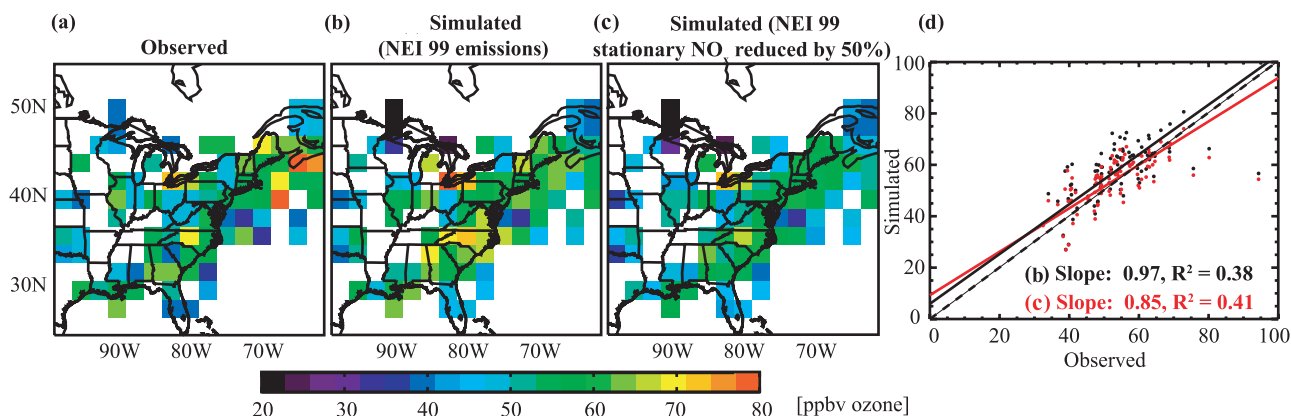 (a)
Observed
(b)
Simulated
(NEI 99 emissions)
(c)
Simulated (NEI 99
stationary NOx reduced by 50%)
(d)
50N
40N
30N
90W 80W 70W
90W 80W 70W
90W 80W 70W
20 30 40 50 60 70 80 [ppbv ozone]
Simulated
100
80
60
40
20
0
(b) Slope: 0.97, R² = 0.38
(c) Slope: 0.85, R² = 0.41
0 20 40 60 80 100
Observed